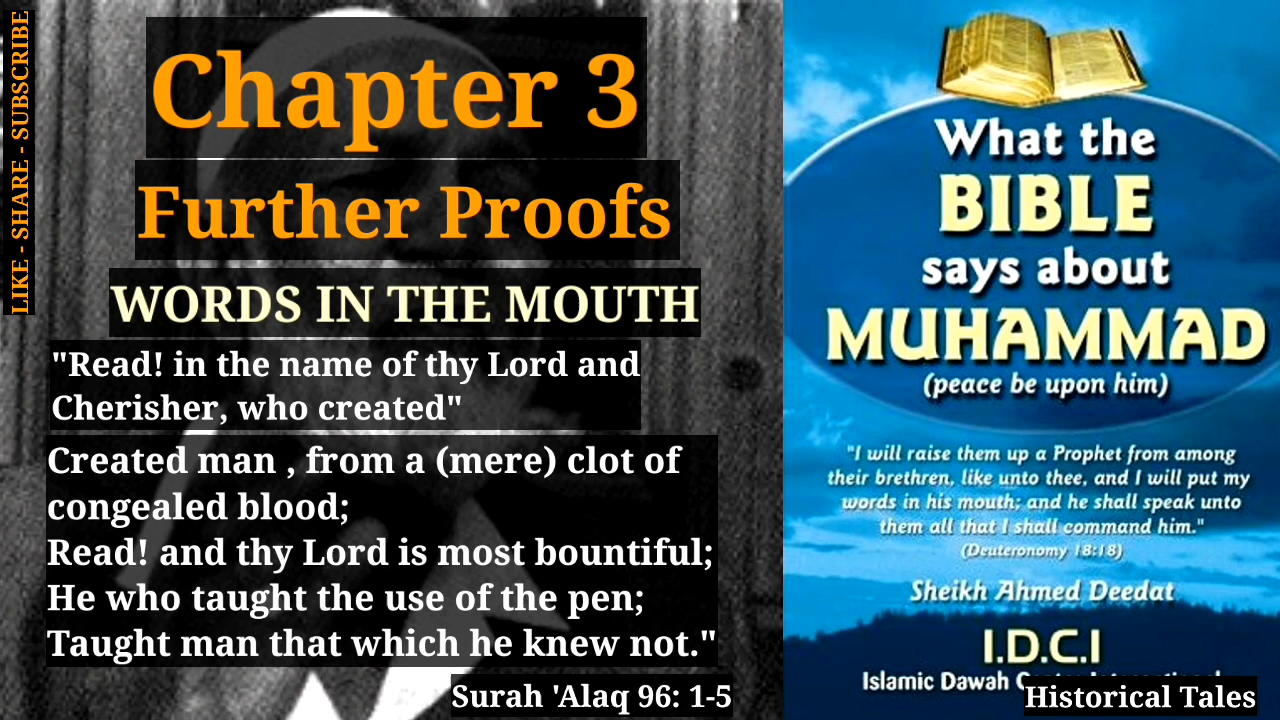 LIKE - SHARE - SUBSCRIBE
Chapter 3
Further Proofs
WORDS IN THE MOUTH
"Read! in the name of thy Lord and
Cherisher, who created"
Created man , from a (mere) clot of
congealed blood;
Read! and thy Lord is most bountiful;
He who taught the use of the pen;
Taught man that which he knew not."
Surah 'Alaq 96: 1-5
What the
BIBLE
says about
MUHAMMAD
(peace be upon him)
"I will raise them up a Prophet from among
their brethren, like unto thee, and I will put my
words in his mouth; and he shall speak unto
them all that I shall command him."
(Deuteronomy 18:18)
Sheikh Ahmed Deedat
I.D.C.I
Islamic Dawah
Historical Tales